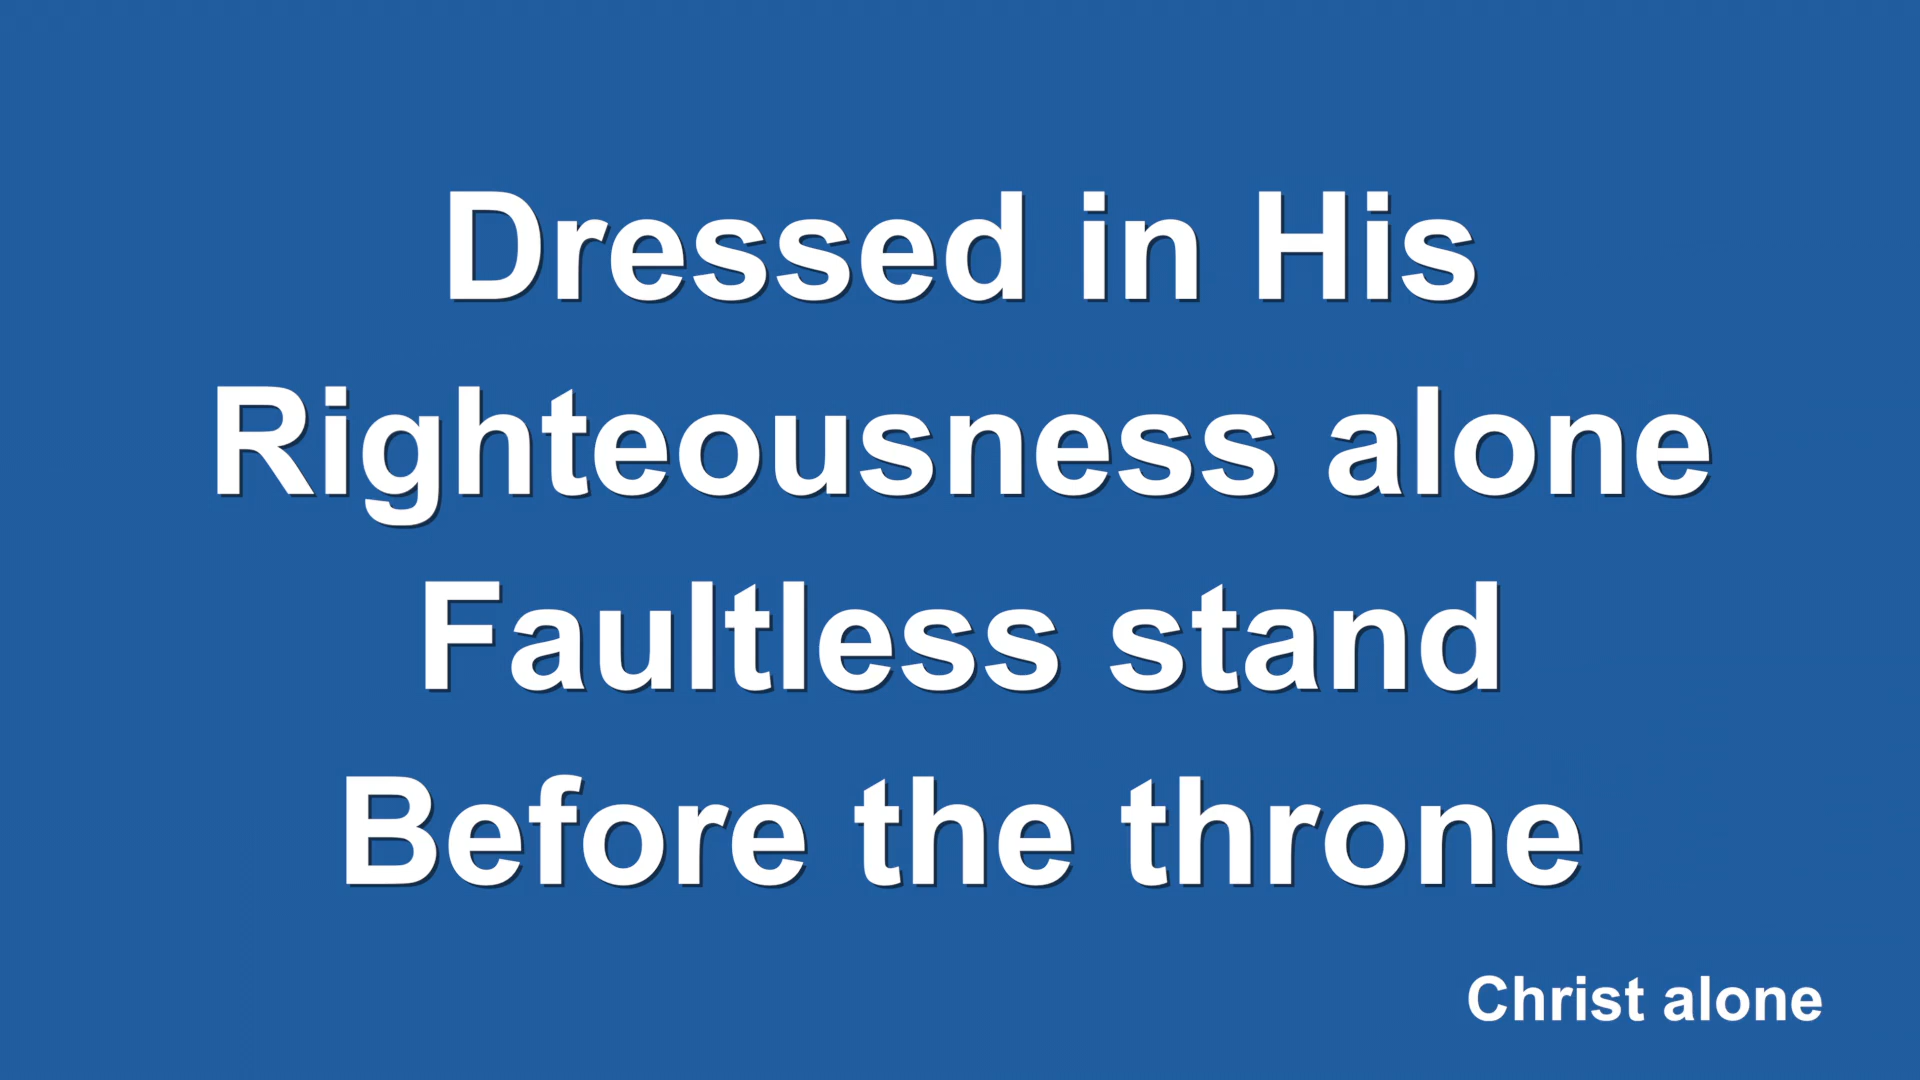 Dressed in His
Righteousness alone
Faultless stand
Before the throne
Christ alone